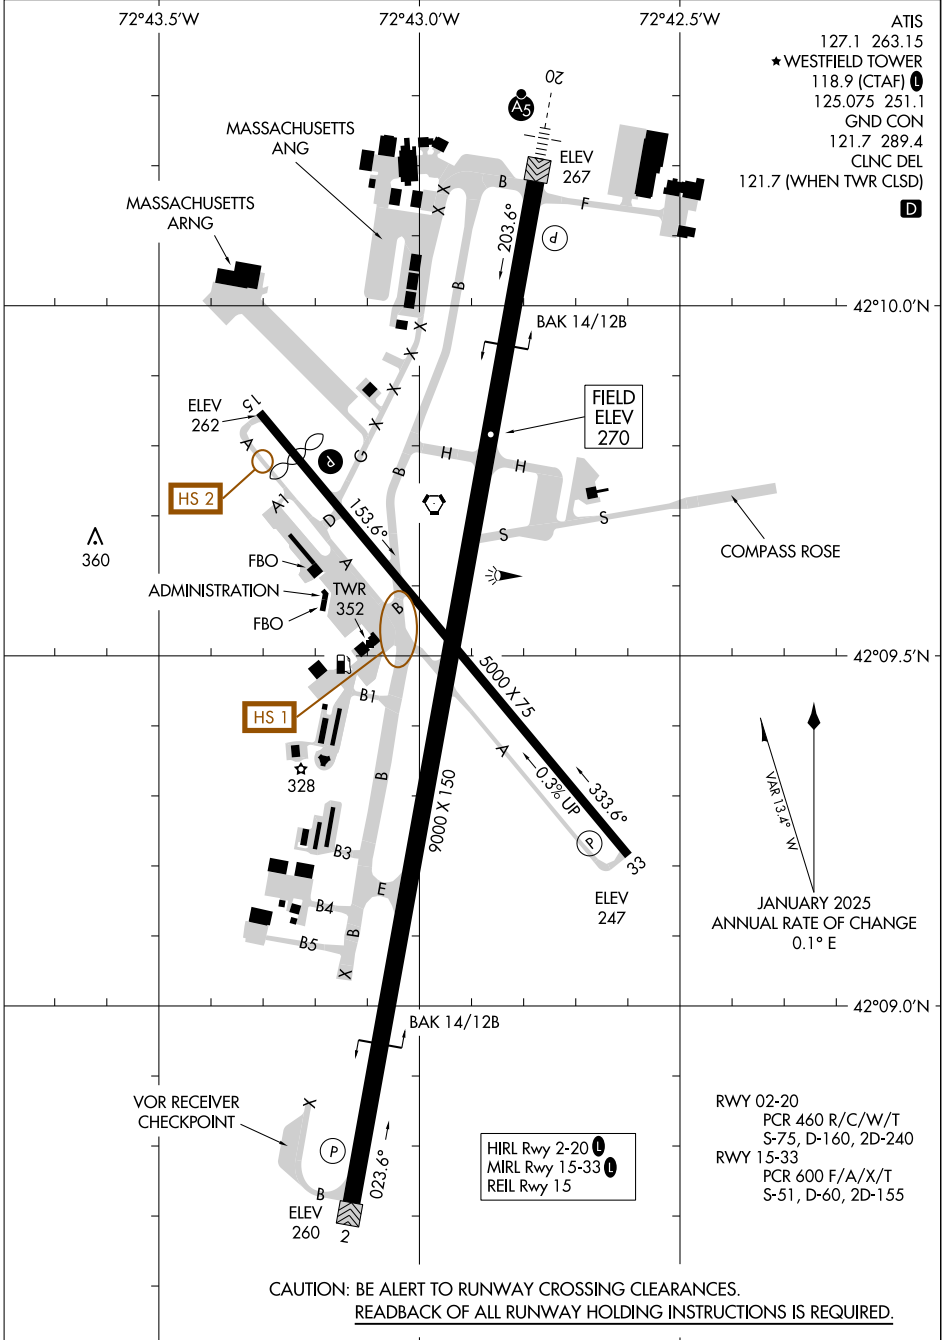 72°43.5'W
72°43.0'W
72°42.5'W
ATIS
127.1 263.15
WESTFIELD TOWER
118.9 (CTAF) L
125.075 251.1
GND CON
121.7 289.4
CLNC DEL
121.7 (WHEN TWR CLSD)
D
20
A5
MASSACHUSETTS
ANG
ELEV
267
MASSACHUSETTS
ARNG
X
X
B
F
203.6°
P
B
42°10.0'N
X
BAK 14/12B
X
X
FIELD
ELEV
270
15
ELEV
262
X
A
G
P
B
H
H
HS 2
A1
D
153.6°
S
S
COMPASS ROSE
360
A
FBO
ADMINISTRATION
FBO
TWR
352
B
42°09.5'N
5000 X 75
HS 1
B1
A
328
B
0.3% UP
333.6°
9000 X 150
VAR 13.4° W
P
33
B3
E
ELEV
247
B4
JANUARY 2025
ANNUAL RATE OF CHANGE
0.1° E
B
B5
X
42°09.0'N
BAK 14/12B
VOR RECEIVER
CHECKPOINT
X
P
023.6°
B
ELEV
260
2
HIRL Rwy 2-20 L
MIRL Rwy 15-33 L
REIL Rwy 15
RWY 02-20
PCR 460 R/C/W/T
S-75, D-160, 2D-240
RWY 15-33
PCR 600 F/A/X/T
S-51, D-60, 2D-155
CAUTION: BE ALERT TO RUNWAY CROSSING CLEARANCES.
READBACK OF ALL RUNWAY HOLDING INSTRUCTIONS IS REQUIRED.